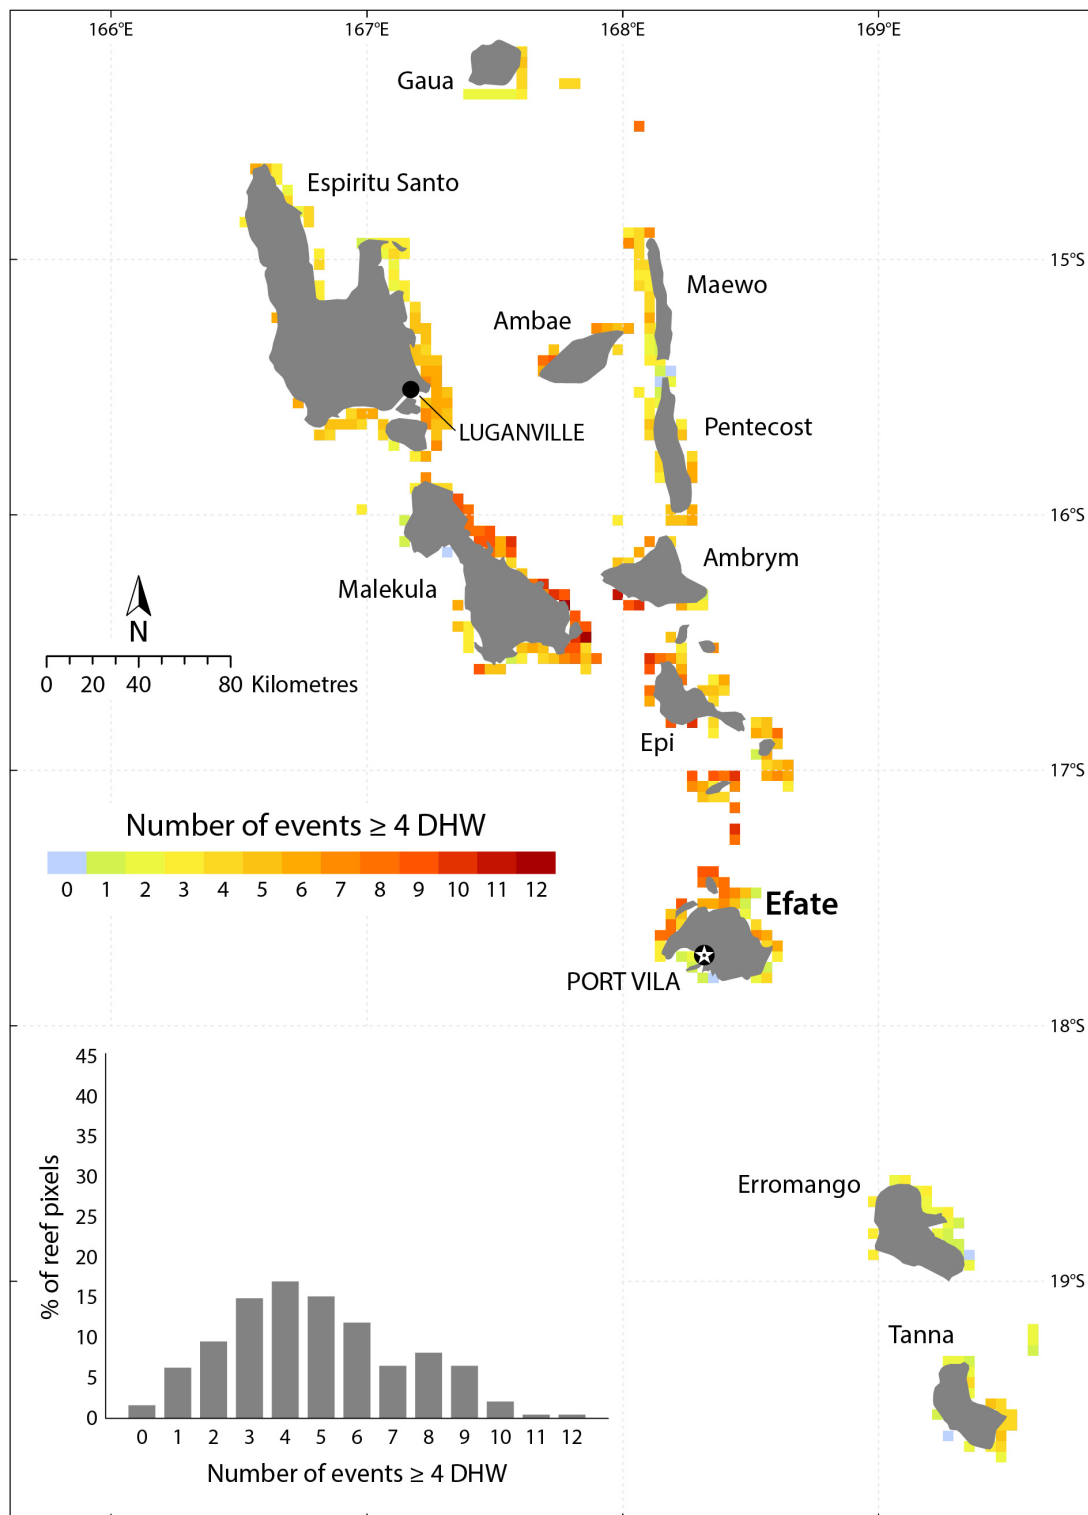 166°E 167°E 168°E 169°E
Gaua
Espiritu Santo
15°S
Maewo
Ambae
Pentecost
LUGANVILLE
16°S
Ambrym
Malekula
N
0 20 40 80 Kilometres
Epi
17°S
Number of events ≥ 4 DHW
0 1 2 3 4 5 6 7 8 9 10 11 12
Efate
PORT VILA
18°S
45
40
35
30
25
20
15
10
5
0
% of reef pixels
0 1 2 3 4 5 6 7 8 9 10 11 12
Number of events ≥ 4 DHW
Erromango
19°S
Tanna